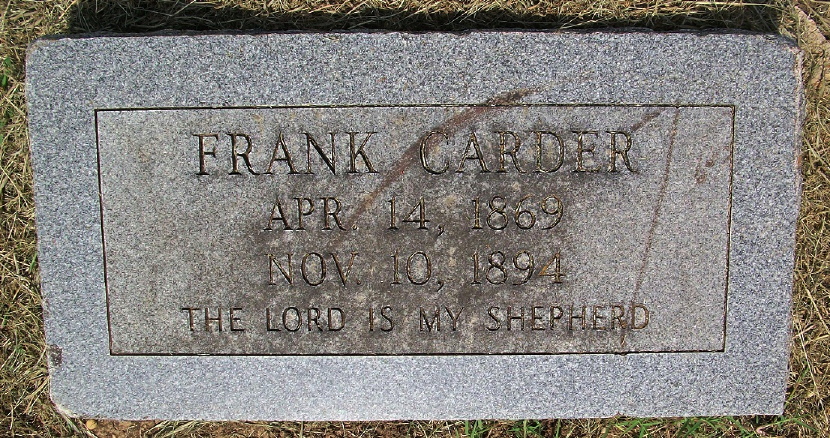 FRANK CARDER
APR. 14, 1869
NOV. 10, 1894
THE LORD IS MY SHEPHERD